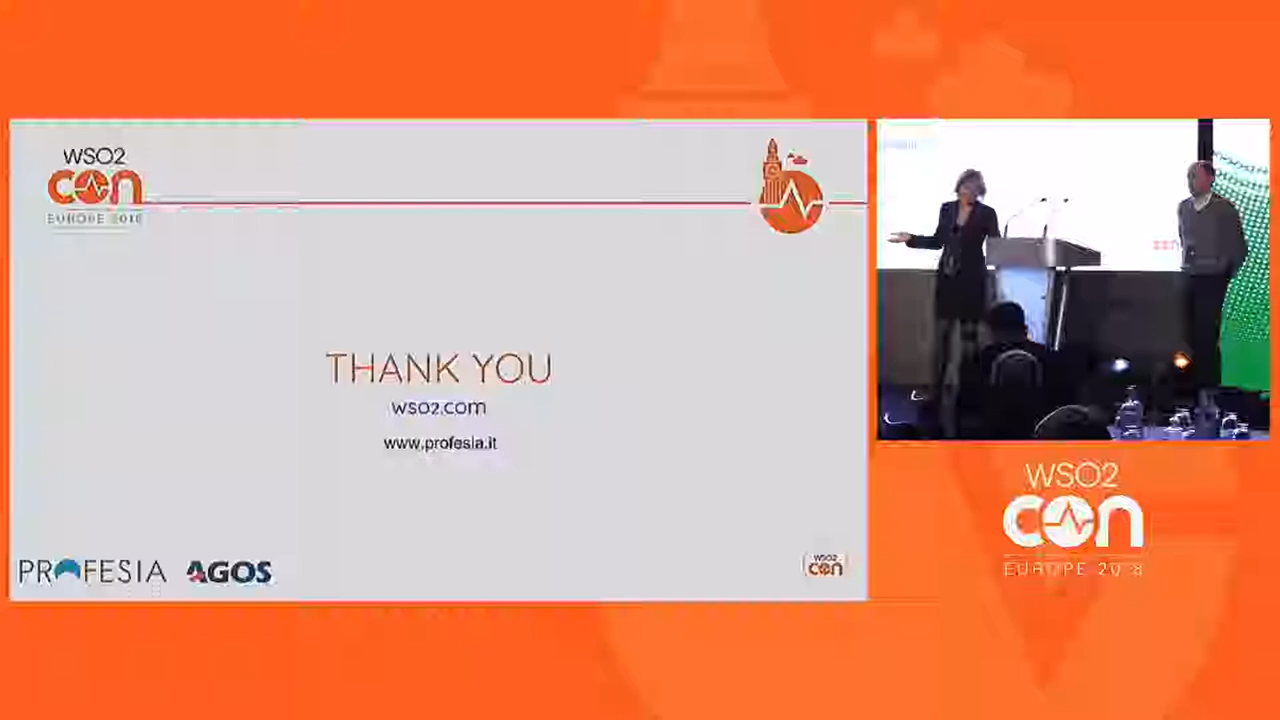 WSO2
con
EUROPE 2018
THANK YOU
wso2.com
www.profesia.it
PROFESIA AGOS
WSO2
con
WSO2
con
EUROPE 2018